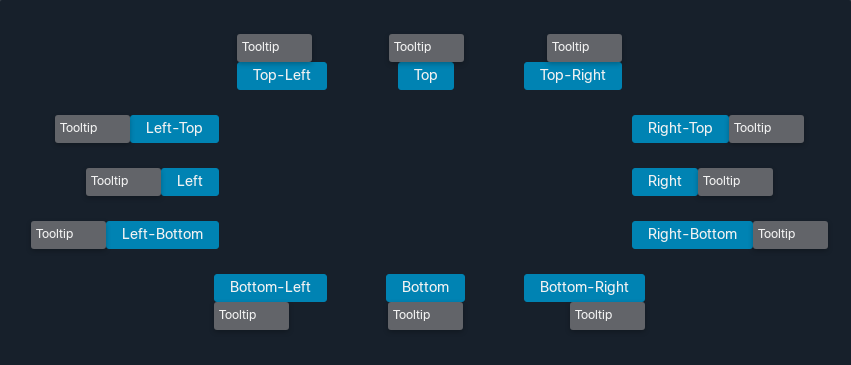 Tooltip Tooltip Tooltip
Top-Left Top Top-Right
Tooltip Left-Top Right-Top Tooltip
Tooltip Left Right Tooltip
Tooltip Left-Bottom Right-Bottom Tooltip
Bottom-Left Bottom Bottom-Right
Tooltip Tooltip Tooltip